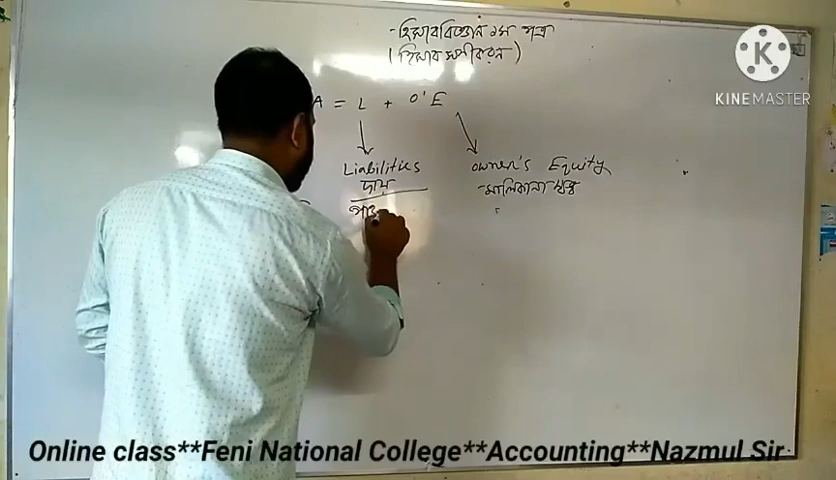 -হিসাববিজ্ঞান ১ম পত্র
(হিসাব সমীকরণ)
KINEMASTER
A = L + O'E
Liabilities
owner's Equity
দায়
-মালিকানা স্বত্ব
Online class**Feni National College**Accounting**Nazmul Sir